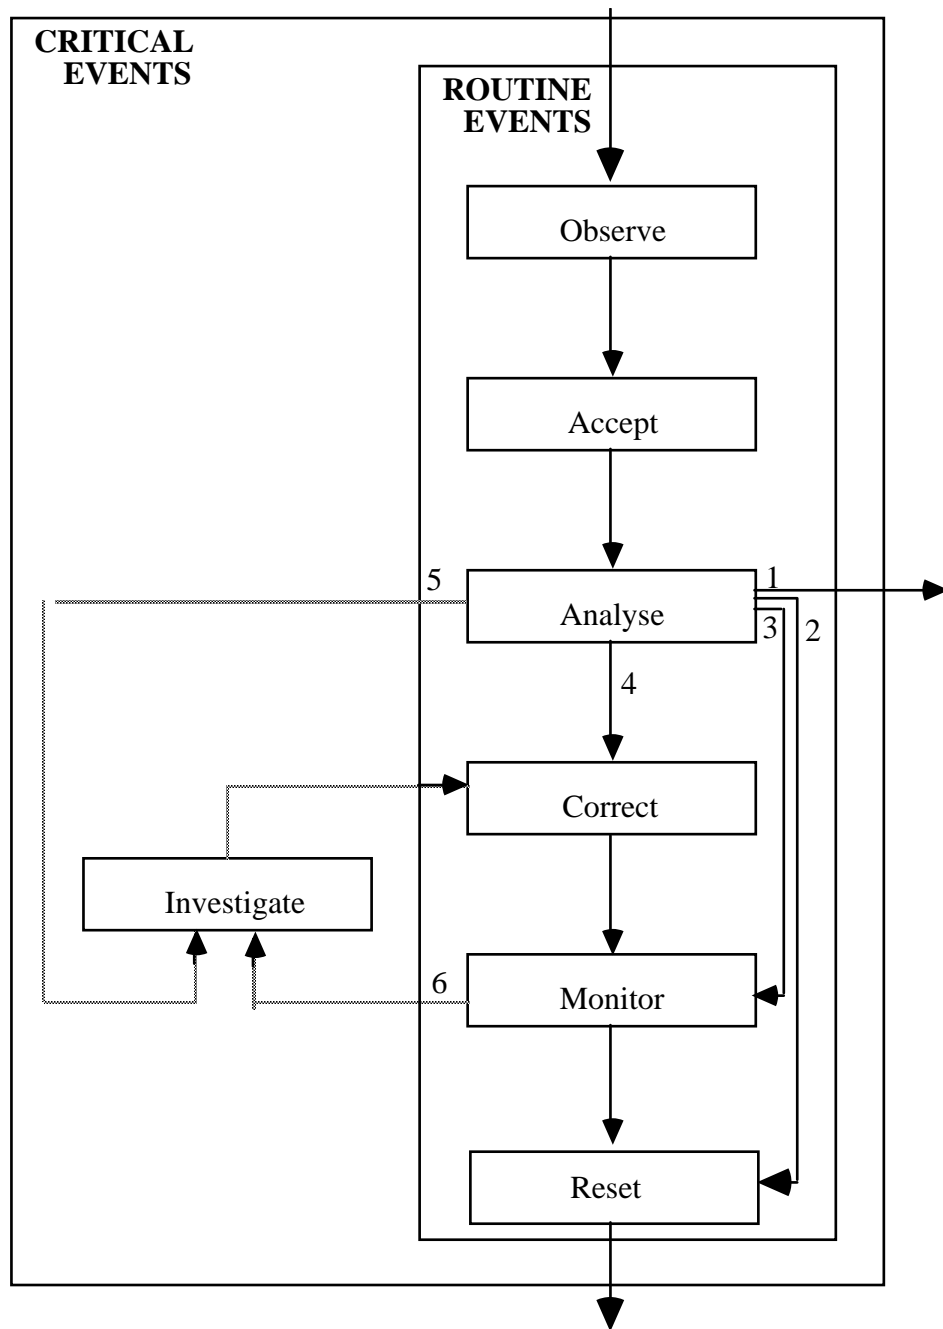 CRITICAL
EVENTS
ROUTINE
EVENTS
Observe
Accept
5
1
Analyse
3
2
4
Correct
Investigate
6
Monitor
Reset